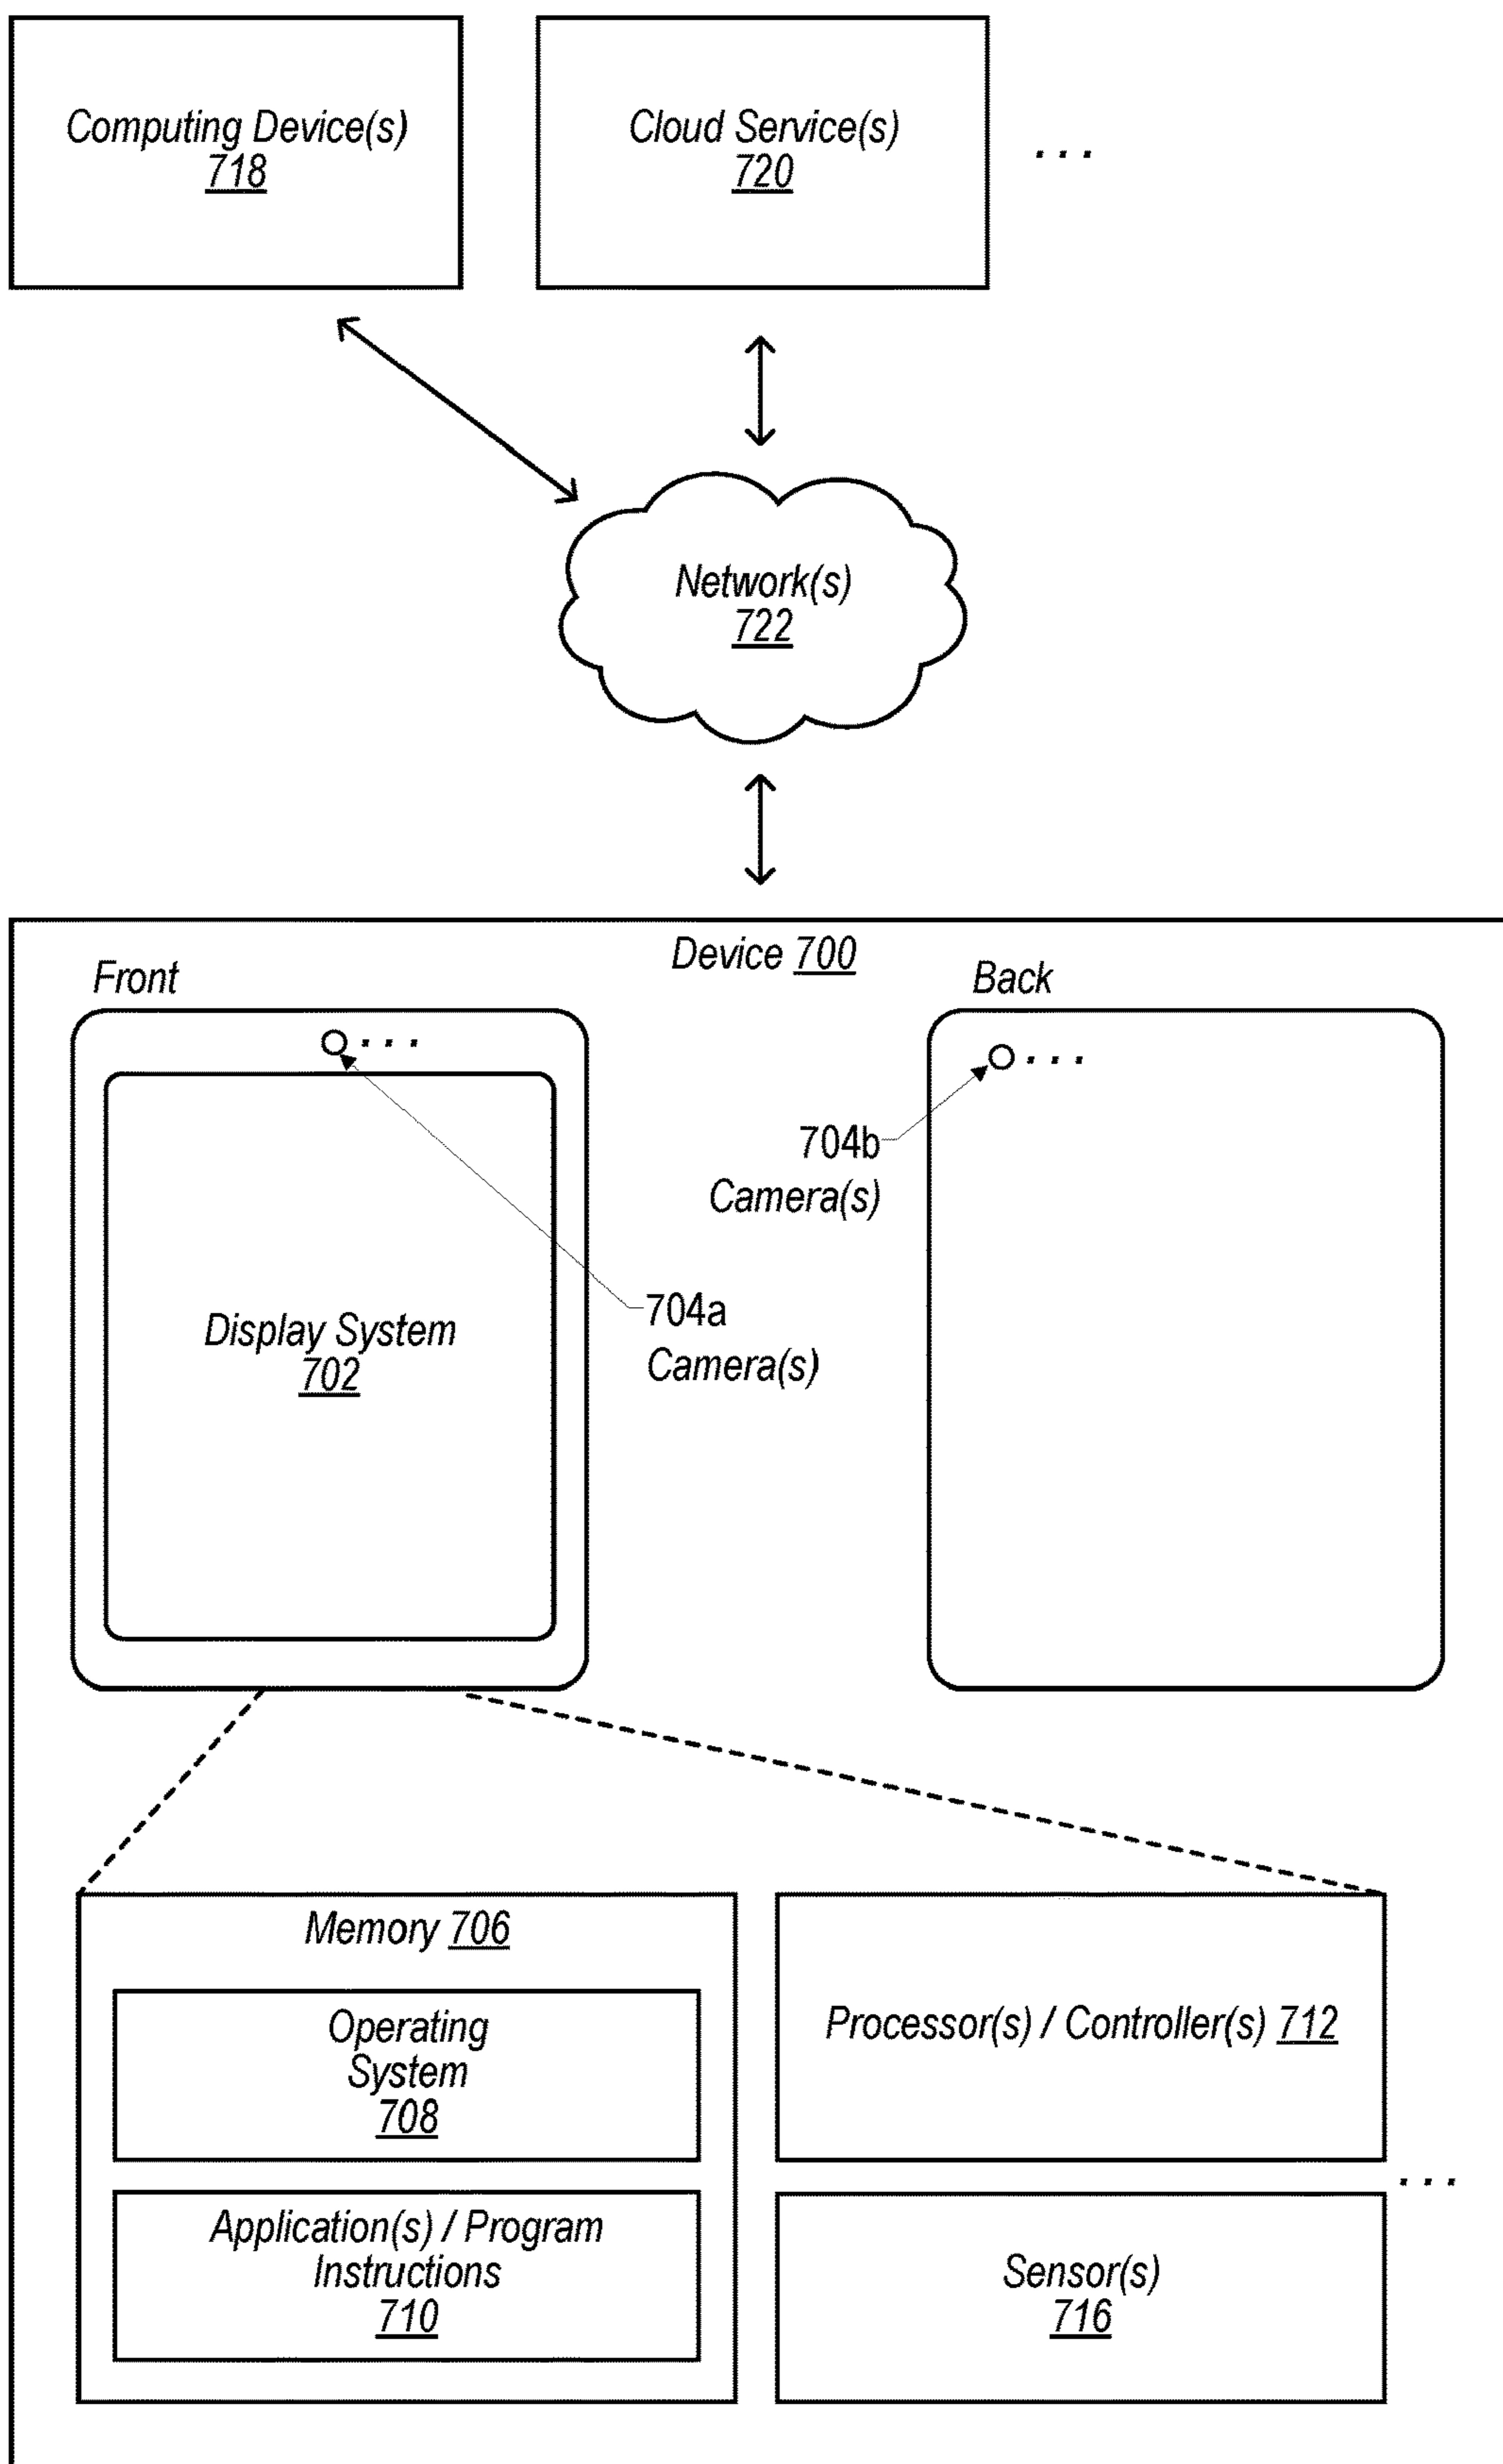 Computing Device(s)
718
Cloud Service(s)
720
. . .
Network(s)
722
Device 700
Front
Back
. . .
. . .
704b
Camera(s)
704a
Camera(s)
Display System
702
Memory 706
Operating
System
708
Application(s) / Program
Instructions
710
Processor(s) / Controller(s) 712
. . .
Sensor(s)
716